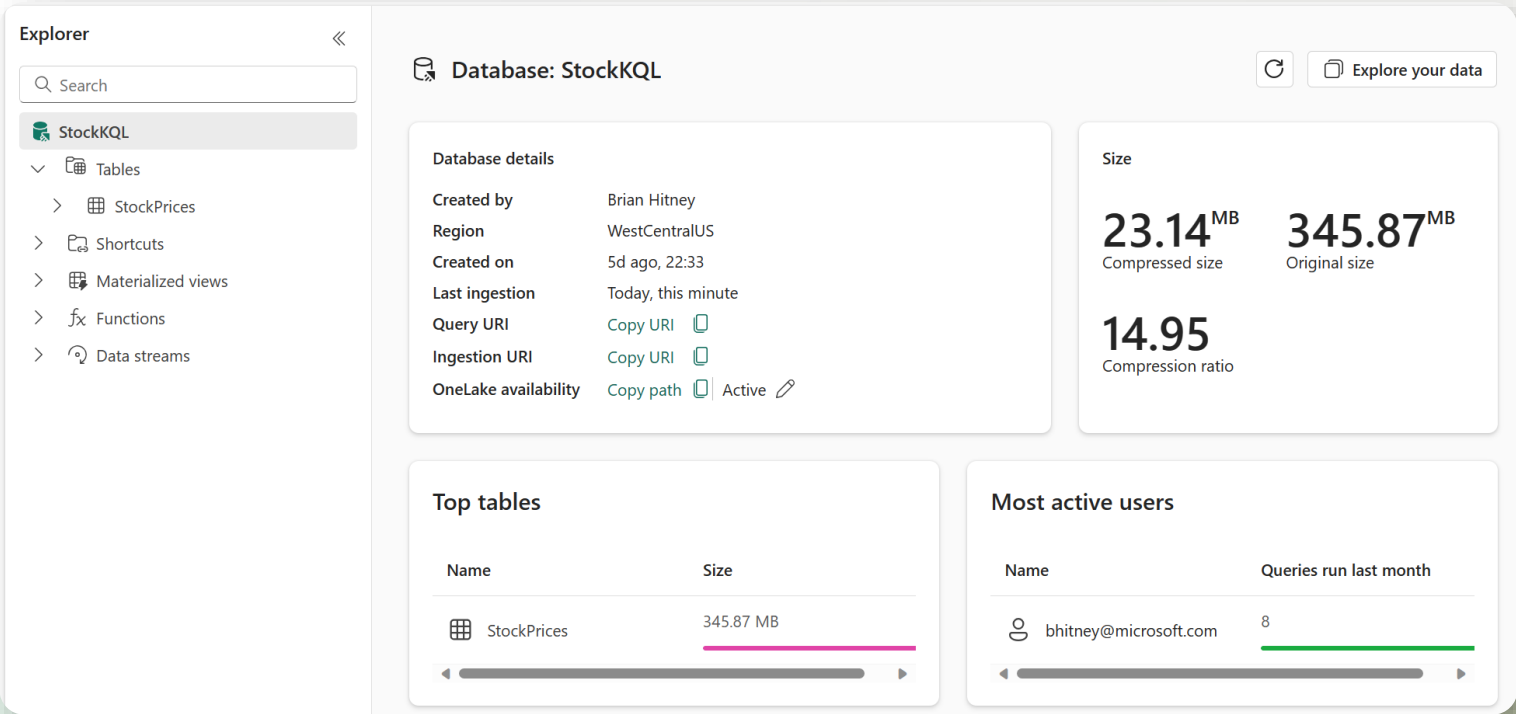 Explorer
Search
StockKQL
Tables
StockPrices
Shortcuts
Materialized views
Functions
Data streams
Database: StockKQL
Explore your data
Database details
Created by Brian Hitney
Region WestCentralUS
Created on 5d ago, 22:33
Last ingestion Today, this minute
Query URI Copy URI
Ingestion URI Copy URI
OneLake availability Copy path Active
Size
23.14 MB 345.87 MB
Compressed size Original size
14.95
Compression ratio
Top tables
Name Size
StockPrices 345.87 MB
Most active users
Name Queries run last month
bhitney@microsoft.com 8